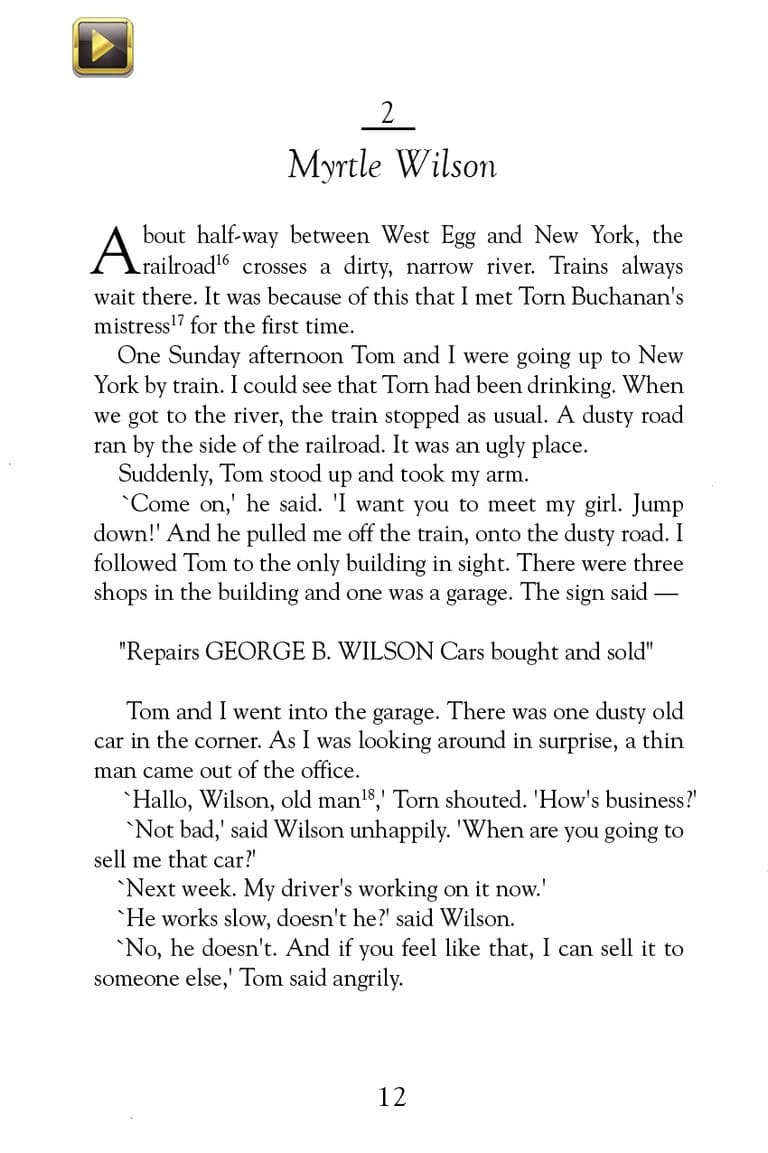 2
Myrtle Wilson
About half-way between West Egg and New York, the
railroad16 crosses a dirty, narrow river. Trains always
wait there. It was because of this that I met Torn Buchanan's
mistress17 for the first time.
One Sunday afternoon Tom and I were going up to New
York by train. I could see that Torn had been drinking. When
we got to the river, the train stopped as usual. A dusty road
ran by the side of the railroad. It was an ugly place.
Suddenly, Tom stood up and took my arm.
`Come on,' he said. 'I want you to meet my girl. Jump
down!' And he pulled me off the train, onto the dusty road. I
followed Tom to the only building in sight. There were three
shops in the building and one was a garage. The sign said —
"Repairs GEORGE B. WILSON Cars bought and sold"
Tom and I went into the garage. There was one dusty old
car in the corner. As I was looking around in surprise, a thin
man came out of the office.
`Hallo, Wilson, old man18,' Torn shouted. 'How's business?'
`Not bad,' said Wilson unhappily. 'When are you going to
sell me that car?'
`Next week. My driver's working on it now.'
`He works slow, doesn't he?' said Wilson.
`No, he doesn't. And if you feel like that, I can sell it to
someone else,' Tom said angrily.
12